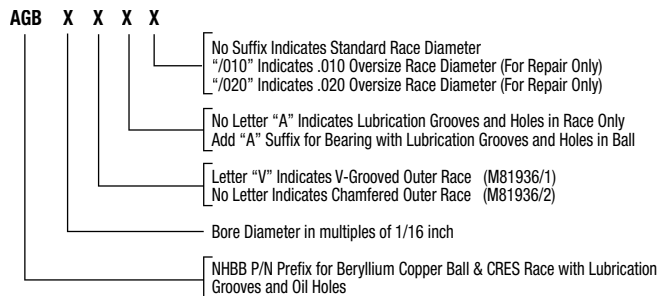 AGB X X X X
No Suffix Indicates Standard Race Diameter
“/010” Indicates .010 Oversize Race Diameter (For Repair Only)
“/020” Indicates .020 Oversize Race Diameter (For Repair Only)
No Letter “A” Indicates Lubrication Grooves and Holes in Race Only
Add “A” Suffix for Bearing with Lubrication Grooves and Holes in Ball
Letter “V” Indicates V-Grooved Outer Race (M81936/1)
No Letter Indicates Chamfered Outer Race (M81936/2)
Bore Diameter in multiples of 1/16 inch
NHBB P/N Prefix for Beryllium Copper Ball & CRES Race with Lubrication
Grooves and Oil Holes